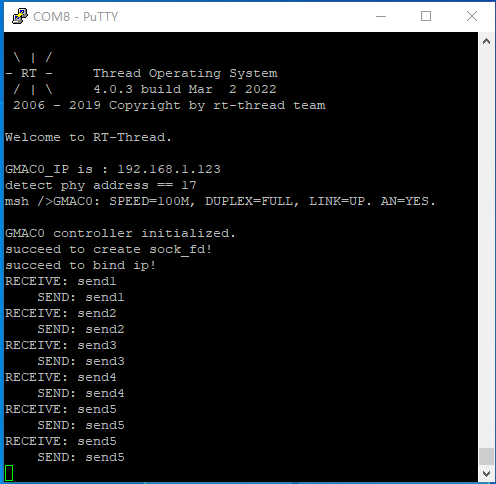 COM8 - PuTTY
 \ | /
- RT -     Thread Operating System
 / | \     4.0.3 build Mar  2 2022
 2006 - 2019 Copyright by rt-thread team
Welcome to RT-Thread.
GMAC0_IP is : 192.168.1.123
detect phy address == 17
msh />GMAC0: SPEED=100M, DUPLEX=FULL, LINK=UP. AN=YES.
GMAC0 controller initialized.
succeed to create sock_fd!
succeed to bind ip!
RECEIVE: send1
    SEND: send1
RECEIVE: send2
    SEND: send2
RECEIVE: send3
    SEND: send3
RECEIVE: send4
    SEND: send4
RECEIVE: send5
    SEND: send5
RECEIVE: send5
    SEND: send5